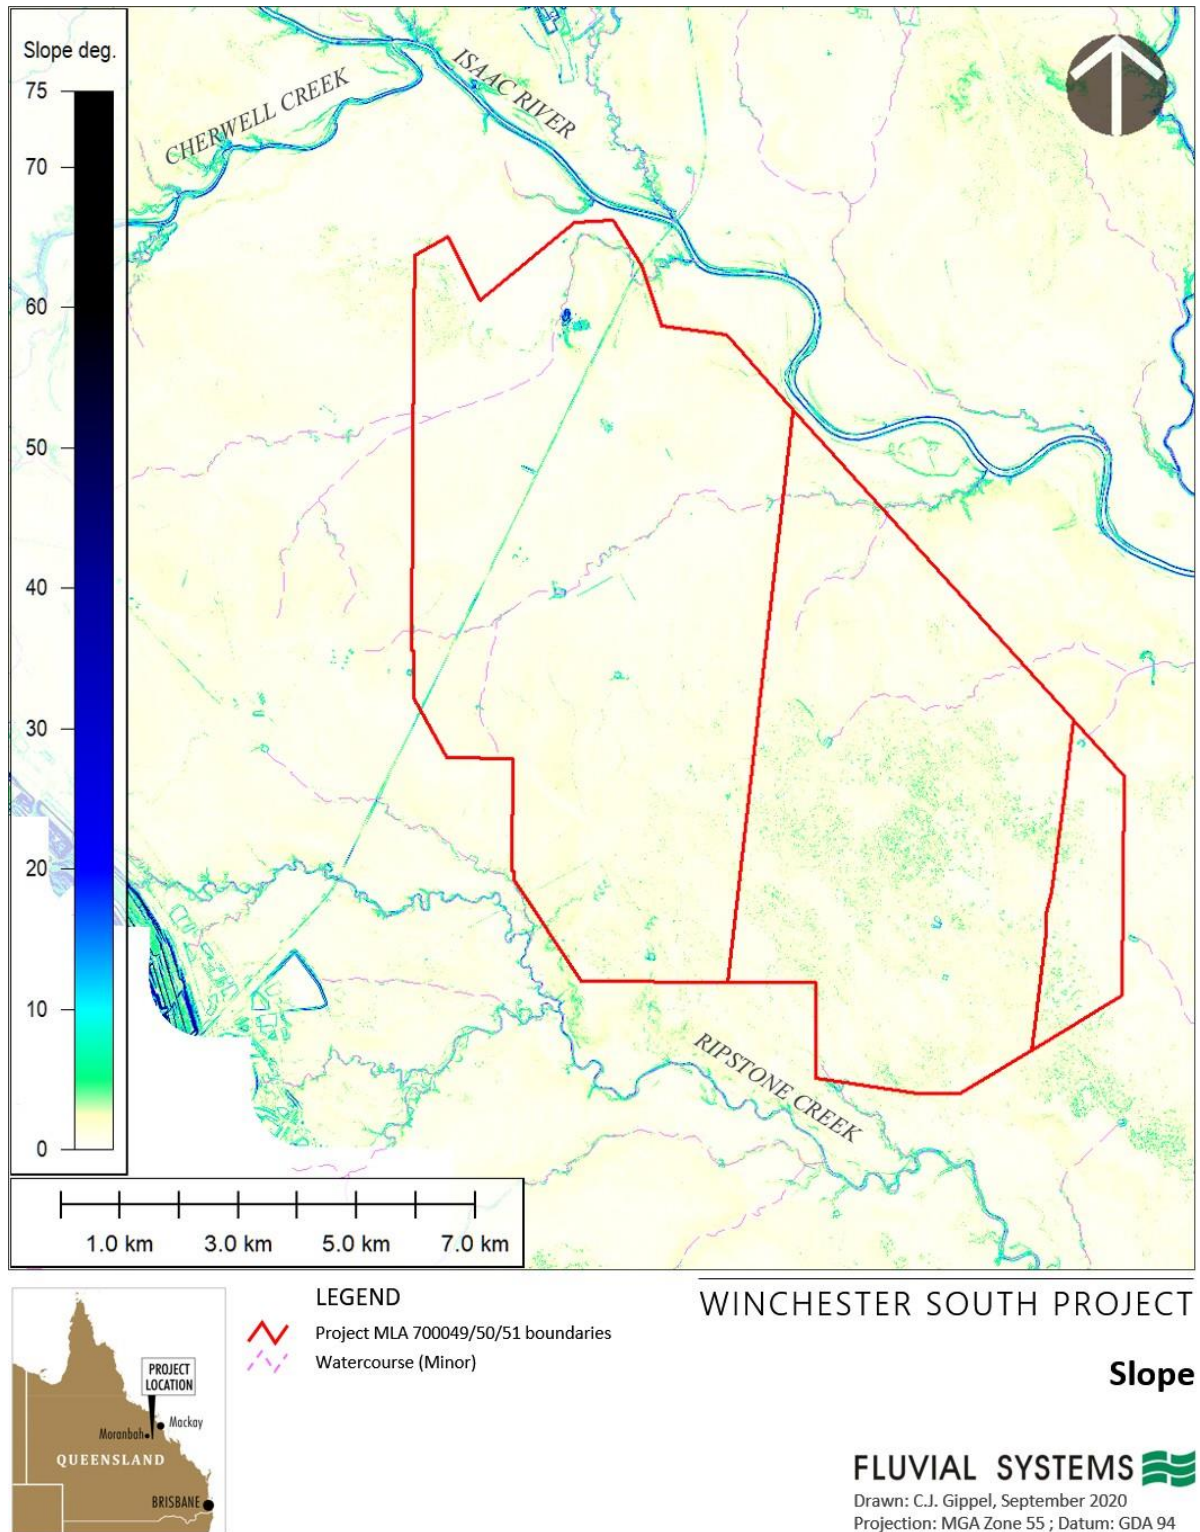 Slope deg.
75
70
60
50
40
30
20
10
0
CHERWELL CREEK
ISAAC RIVER
RIPSTONE CREEK
1.0 km 3.0 km 5.0 km 7.0 km
PROJECT
LOCATION
Mackay
Moranbah
QUEENSLAND
BRISBANE
LEGEND
Project MLA 700049/50/51 boundaries
Watercourse (Minor)
WINCHESTER SOUTH PROJECT
Slope
FLUVIAL SYSTEMS
Drawn: C.J. Gippel, September 2020
Projection: MGA Zone 55 ; Datum: GDA 94